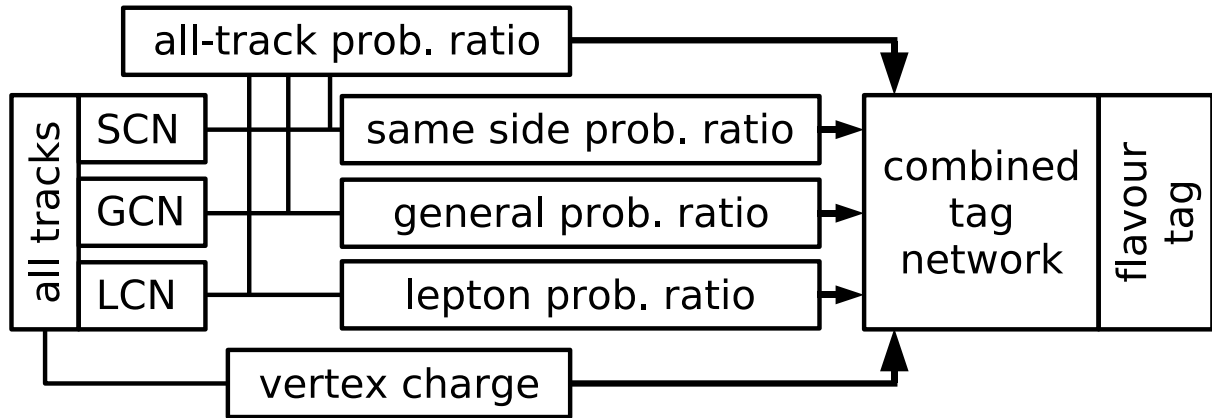 all-track prob. ratio
all tracks
SCN
same side prob. ratio
GCN
general prob. ratio
LCN
lepton prob. ratio
vertex charge
combined
tag
network
flavour
tag